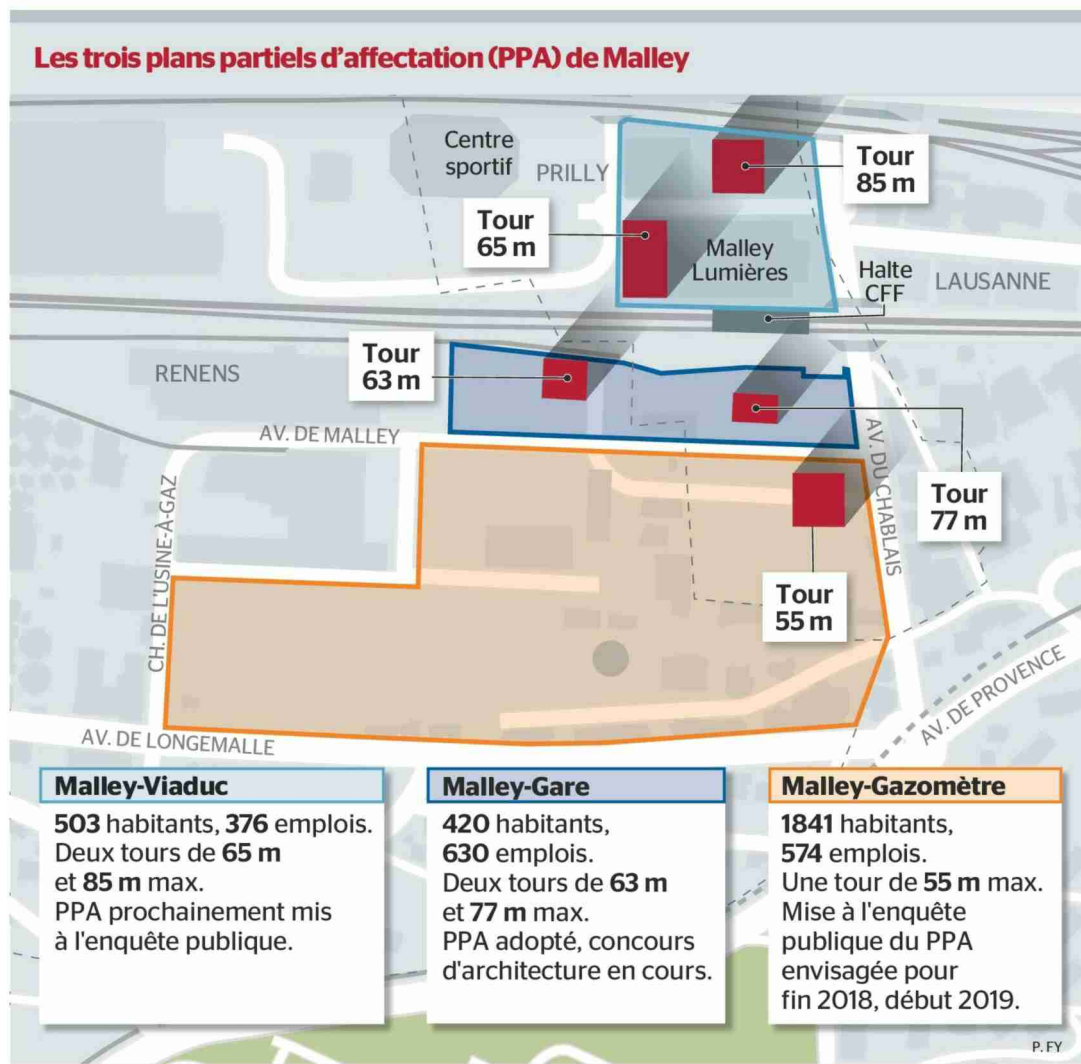 Les trois plans partiels d'affectation (PPA) de Malley
Centre
sportif
PRILLY
Tour
85 m
Tour
65 m
Malley
Lumières
Halte
CFF
LAUSANNE
Tour
63 m
RENENS
AV. DE MALLEY
CH. DE L'USINE-À-GAZ
AV. DU CHABLAIS
Tour
77 m
Tour
55 m
AV. DE PROVENCE
AV. DE LONGEMALLE
Malley-Viaduc
503 habitants, 376 emplois.
Deux tours de 65 m
et 85 m max.
PPA prochainement mis
à l'enquête publique.
Malley-Gare
420 habitants,
630 emplois.
Deux tours de 63 m
et 77 m max.
PPA adopté, concours
d'architecture en cours.
Malley-Gazomètre
1841 habitants,
574 emplois.
Une tour de 55 m max.
Mise à l'enquête
publique du PPA
envisagée pour
fin 2018, début 2019.
P. FY